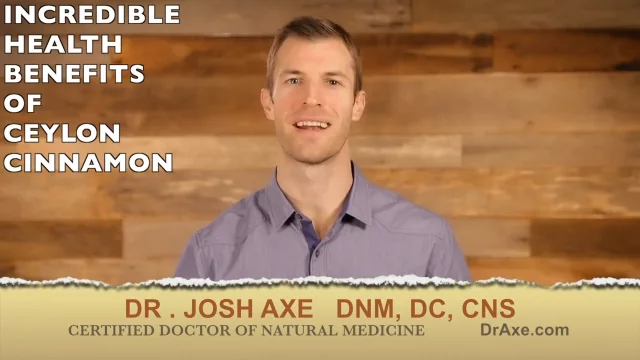 INCREDIBLE
HEALTH
BENEFITS
OF
CEYLON
CINNAMON
DR . JOSH AXE DNM, DC, CNS
CERTIFIED DOCTOR OF NATURAL MEDICINE DrAxe.com